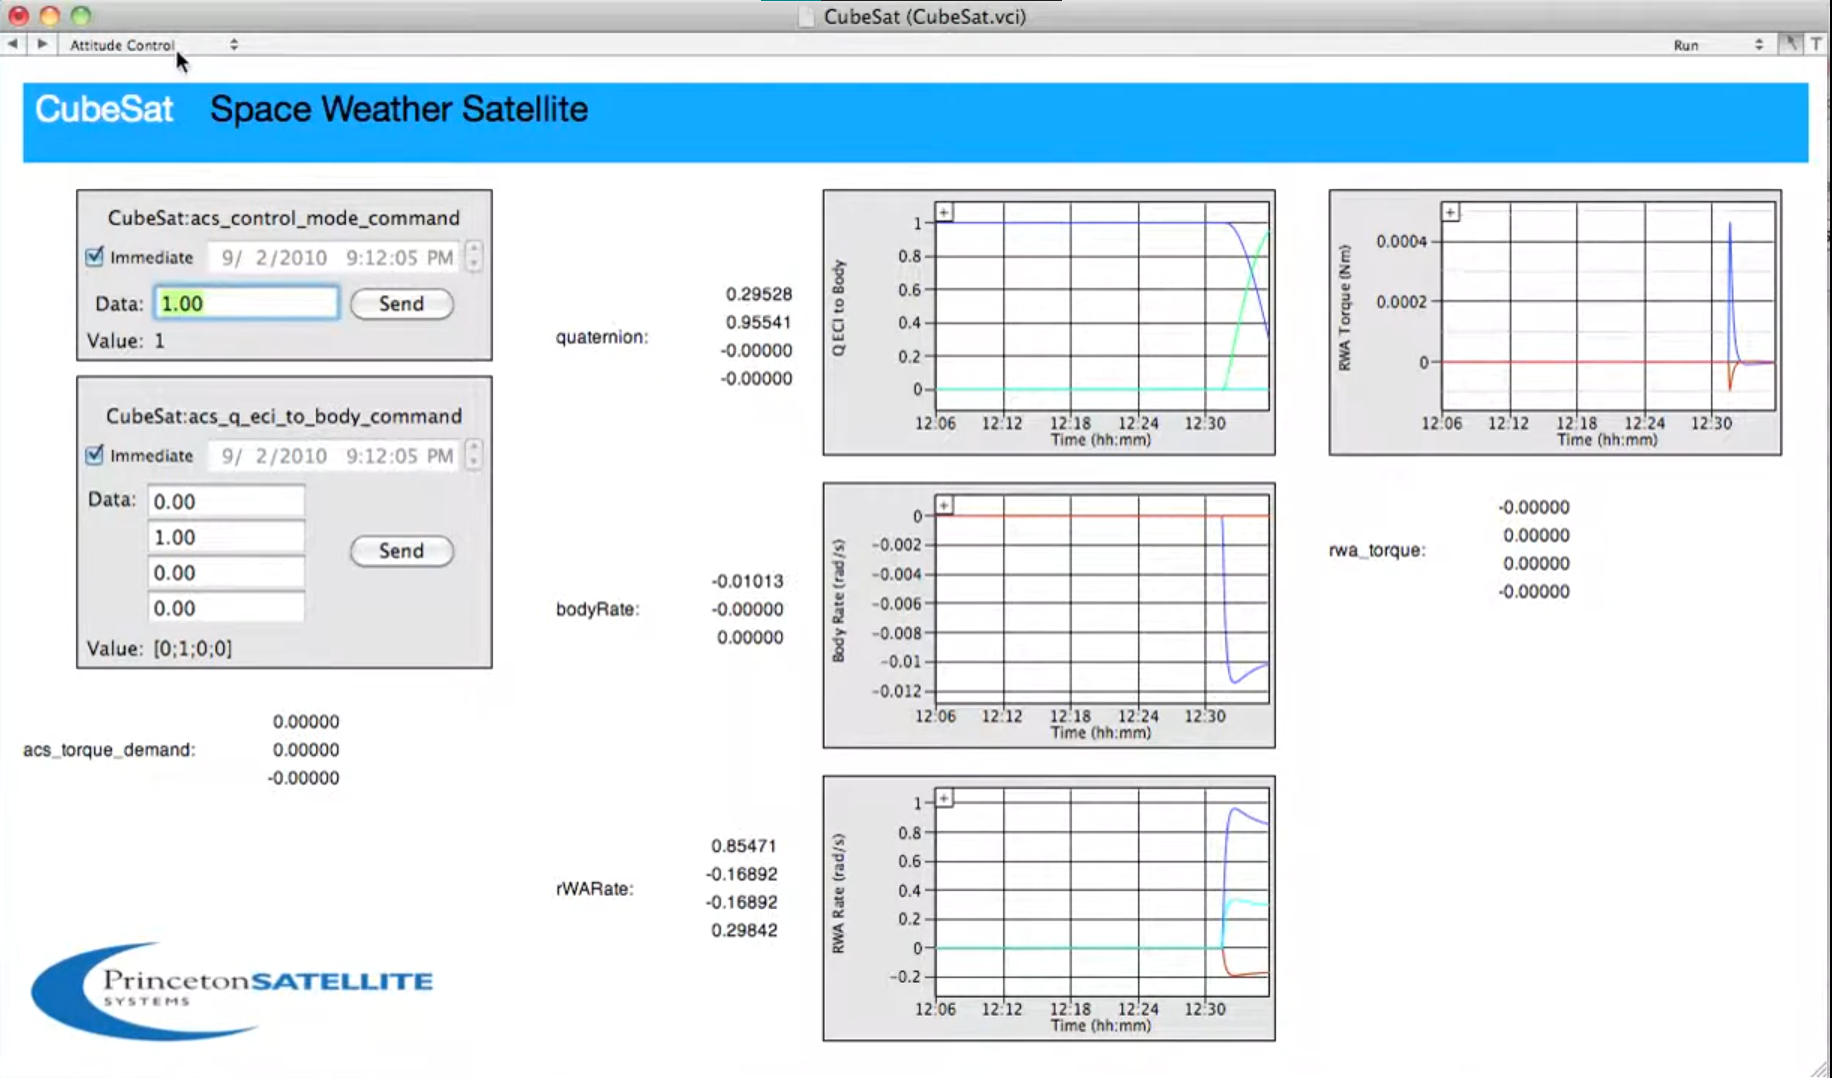 CubeSat (CubeSat.vci)
Attitude Control
Run
T
CubeSat Space Weather Satellite
CubeSat:acs_control_mode_command
Immediate 9/ 2/2010 9:12:05 PM
Data: 1.00 Send
Value: 1
CubeSat:acs_q_eci_to_body_command
Immediate 9/ 2/2010 9:12:05 PM
Data: 0.00
1.00
Send
0.00
0.00
Value: [0;1;0;0]
acs_torque_demand:
0.00000
0.00000
-0.00000
PrincetonSATELLITE
SYSTEMS
quaternion:
0.29528
0.95541
-0.00000
-0.00000
bodyRate:
-0.01013
-0.00000
0.00000
rWARate:
0.85471
-0.16892
-0.16892
0.29842
Q ECI to Body
1
0.8
0.6
0.4
0.2
0
12:06 12:12 12:18 12:24 12:30
Time (hh:mm)
Body Rate (rad/s)
0
-0.002
-0.004
-0.006
-0.008
-0.01
-0.012
12:06 12:12 12:18 12:24 12:30
Time (hh:mm)
RWA Rate (rad/s)
1
0.8
0.6
0.4
0.2
0
-0.2
12:06 12:12 12:18 12:24 12:30
Time (hh:mm)
RWA Torque (Nm)
0.0004
0.0002
0
12:06 12:12 12:18 12:24 12:30
Time (hh:mm)
rwa_torque:
-0.00000
0.00000
0.00000
-0.00000